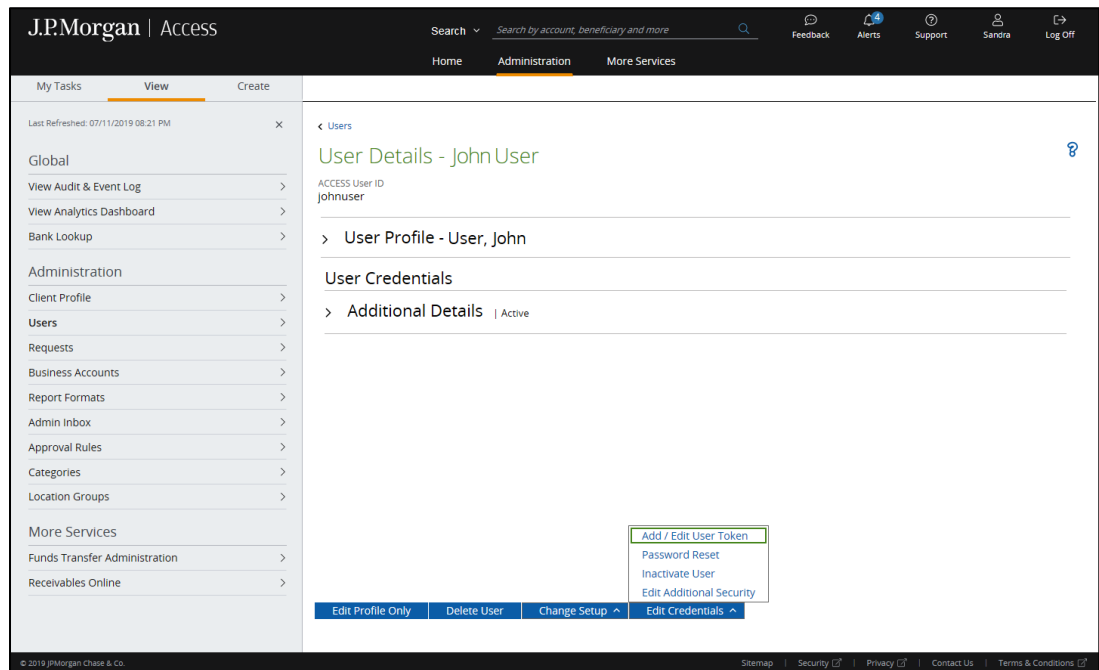 J.P.Morgan | Access
Search
Search by account, beneficiary and more
Feedback
4
Alerts
Support
Sandra
Log Off
Home
Administration
More Services
My Tasks
View
Create
Last Refreshed: 07/11/2019 08:21 PM
Global
View Audit & Event Log
View Analytics Dashboard
Bank Lookup
Administration
Client Profile
Users
Requests
Business Accounts
Report Formats
Admin Inbox
Approval Rules
Categories
Location Groups
More Services
Funds Transfer Administration
Receivables Online
Users
User Details - John User
ACCESS User ID
johnuser
User Profile - User, John
User Credentials
Additional Details | Active
Add / Edit User Token
Password Reset
Inactivate User
Edit Additional Security
Edit Profile Only
Delete User
Change Setup
Edit Credentials
© 2019 JPMorgan Chase & Co.
Sitemap | Security | Privacy | Contact Us | Terms & Conditions